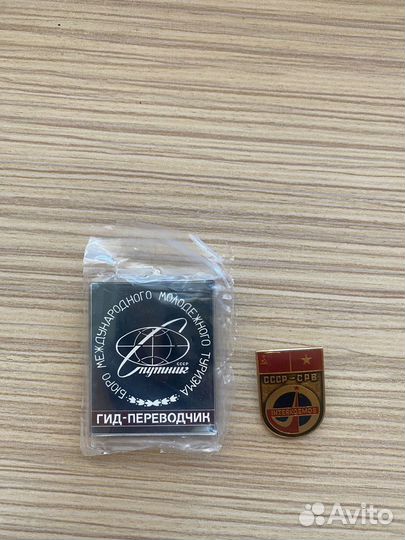 БЮРО МЕЖДУНАРОДНОГО МОЛОДЕЖНОГО ТУРИЗМА
СССР
Спутник
ГИД-ПЕРЕВОДЧИК
СССР-СРВ
INTERKOSMOS
Avito